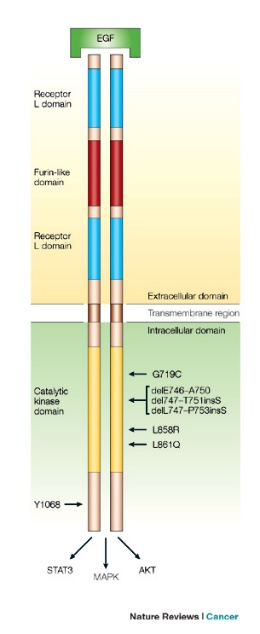 EGF
Receptor
L domain
Furin-like
domain
Receptor
L domain
Extracellular domain
Transmembrane region
Intracellular domain
G719C
delE746–A750
del747–T751insS
delL747–P753insS
Catalytic
kinase
domain
L858R
L861Q
Y1068
STAT3
MAPK
AKT
Nature Reviews | Cancer